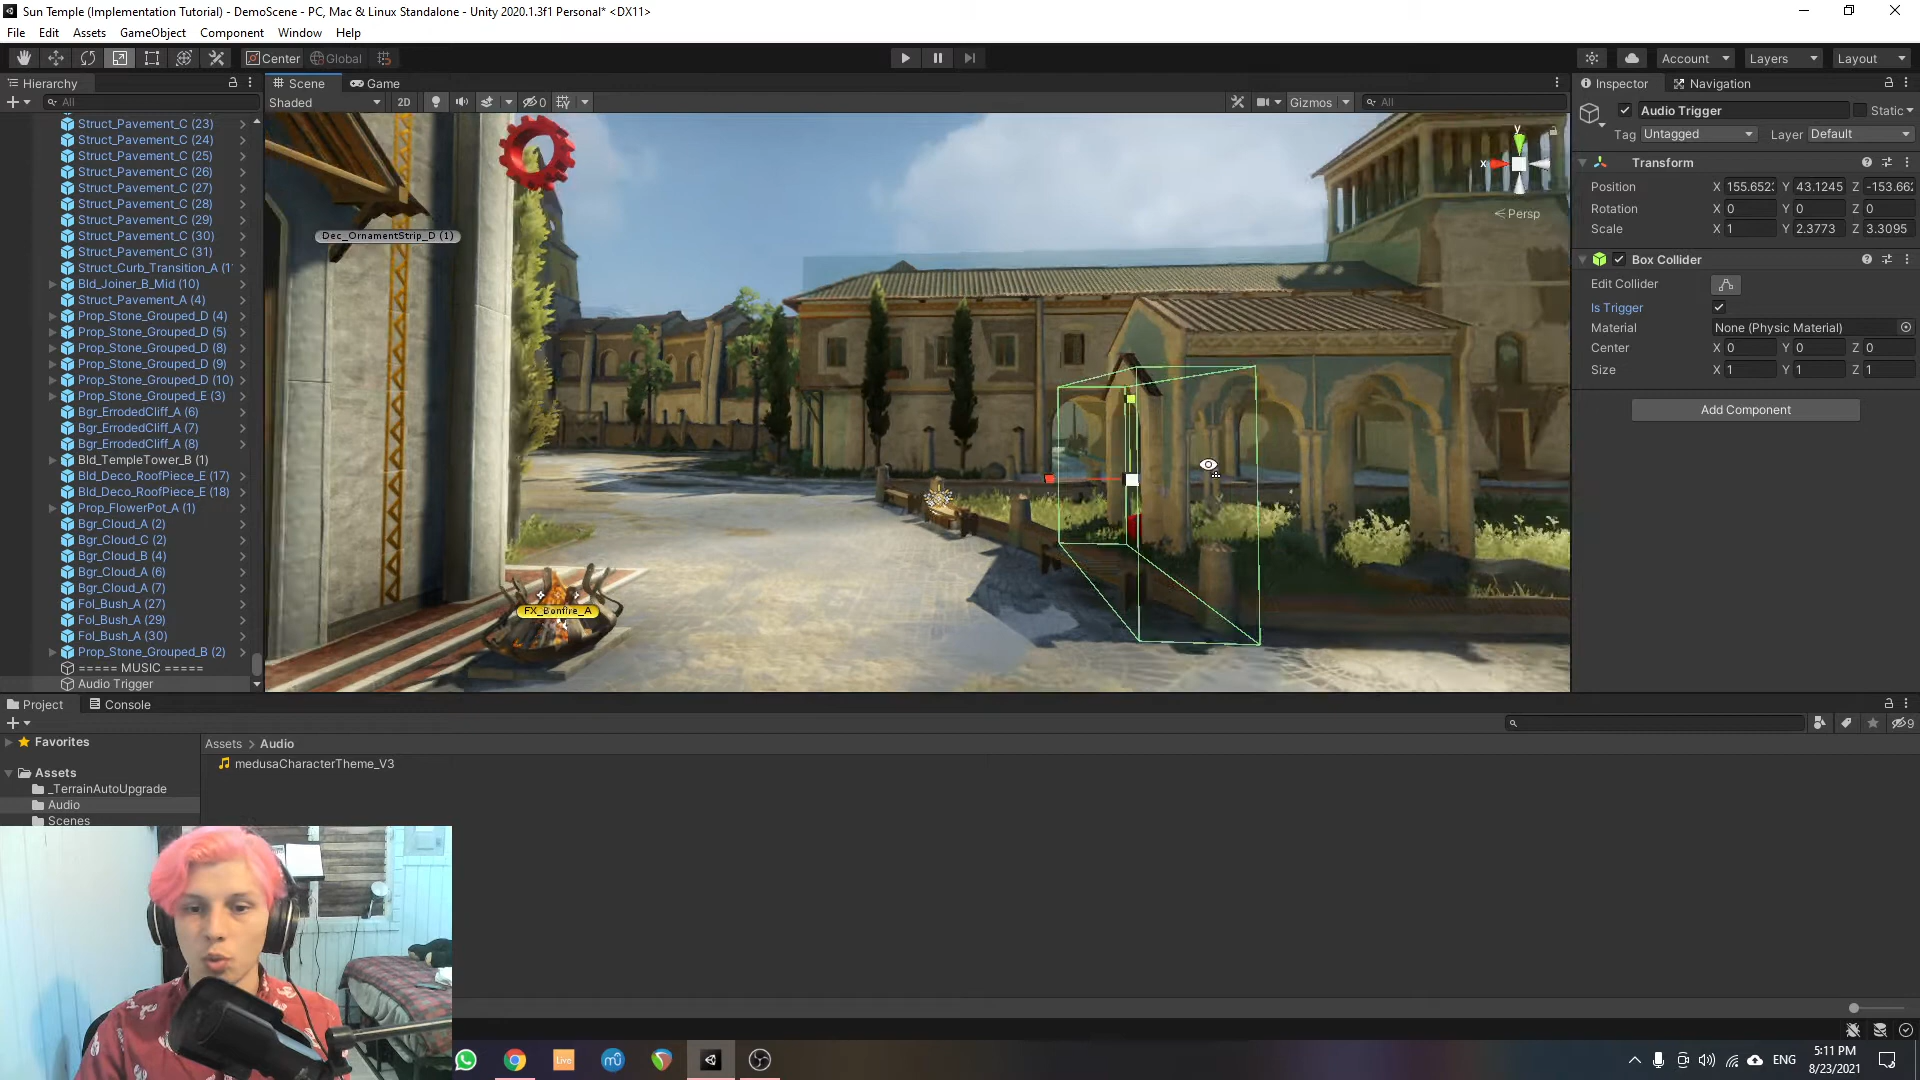 Sun Temple (Implementation Tutorial) - DemoScene - PC, Mac & Linux Standalone - Unity 2020.1.3f1 Personal* <DX11>
File Edit Assets GameObject Component Window Help
Center Global Account Layers Layout
Hierarchy Scene Game Inspector Navigation
All Shaded 2D 0 Gizmos All Audio Trigger Static
Tag Untagged Layer Default
Struct_Pavement_C (23)
Struct_Pavement_C (24)
Struct_Pavement_C (25)
Struct_Pavement_C (26)
Struct_Pavement_C (27)
Struct_Pavement_C (28)
Struct_Pavement_C (29)
Struct_Pavement_C (30)
Struct_Pavement_C (31)
Struct_Curb_Transition_A (1
Bld_Joiner_B_Mid (10)
Struct_Pavement_A (4)
Prop_Stone_Grouped_D (4)
Prop_Stone_Grouped_D (5)
Prop_Stone_Grouped_D (8)
Prop_Stone_Grouped_D (9)
Prop_Stone_Grouped_D (10)
Prop_Stone_Grouped_E (3)
Bgr_ErrodedCliff_A (6)
Bgr_ErrodedCliff_A (7)
Bgr_ErrodedCliff_A (8)
Bld_TempleTower_B (1)
Bld_Deco_RoofPiece_E (17)
Bld_Deco_RoofPiece_E (18)
Prop_FlowerPot_A (1)
Bgr_Cloud_A (2)
Bgr_Cloud_C (2)
Bgr_Cloud_B (4)
Bgr_Cloud_A (6)
Bgr_Cloud_A (7)
Fol_Bush_A (27)
Fol_Bush_A (29)
Fol_Bush_A (30)
Prop_Stone_Grouped_B (2)
===== MUSIC =====
Audio Trigger
Dec_OrnamentStrip_D (1)
FX_Bonfire_A
y
x
Persp
Transform
Position X 155.652 Y 43.1245 Z -153.66
Rotation X 0 Y 0 Z 0
Scale X 1 Y 2.3773 Z 3.3095
Box Collider
Edit Collider
Is Trigger
Material None (Physic Material)
Center X 0 Y 0 Z 0
Size X 1 Y 1 Z 1
Add Component
Project Console
9
Favorites
Assets
_TerrainAutoUpgrade
Audio
Scenes
Assets > Audio
medusaCharacterTheme_V3
Live
ENG
5:11 PM
8/23/2021